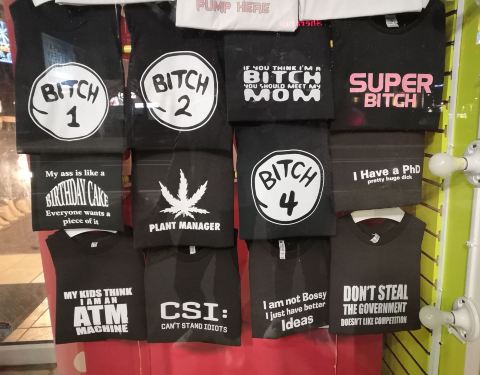 PUMP HERE
BITCH
1
BITCH
2
IF YOU THINK I'M A
BITCH
YOU SHOULD MEET MY
MOM
SUPER
BITCH
My ass is like a
BIRTHDAY CAKE
Everyone wants a
piece of it
PLANT MANAGER
BITCH
4
I Have a PhD
pretty huge dick
MY KIDS THINK
I AM AN
ATM
MACHINE
CSI:
CAN'T STAND IDIOTS
I am not Bossy
I just have better
Ideas
DON'T STEAL
THE GOVERNMENT
DOESN'T LIKE COMPETITION